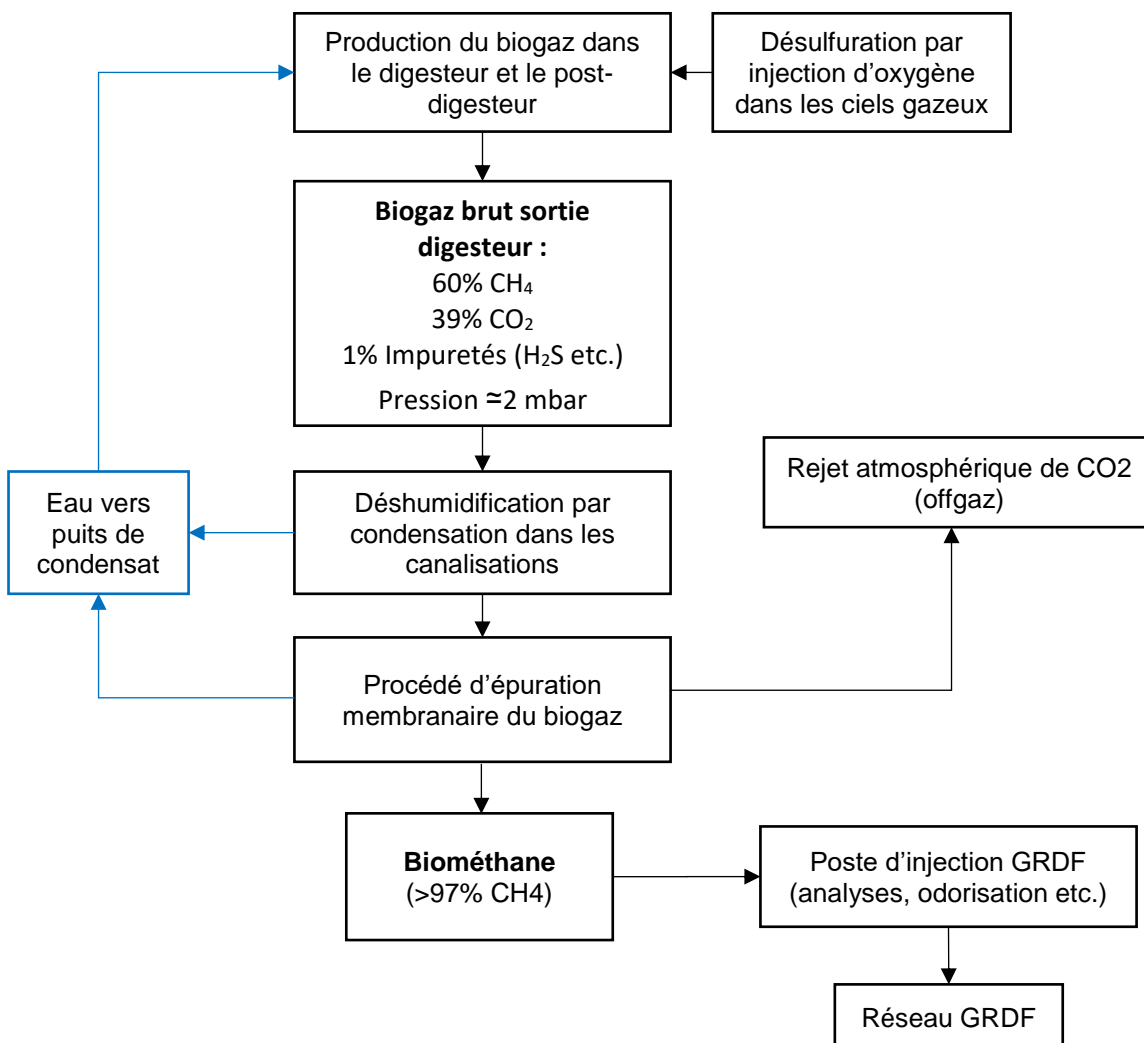 Production du biogaz dans
le digesteur et le post-
digesteur
Désulfuration par
injection d’oxygène
dans les ciels gazeux
Biogaz brut sortie
digesteur :
60% CH₄
39% CO₂
1% Impuretés (H₂S etc.)
Pression ≃2 mbar
Rejet atmosphérique de CO2
(offgaz)
Eau vers
puits de
condensat
Déshumidification par
condensation dans les
canalisations
Procédé d’épuration
membranaire du biogaz
Biométhane
(>97% CH4)
Poste d’injection GRDF
(analyses, odorisation etc.)
Réseau GRDF